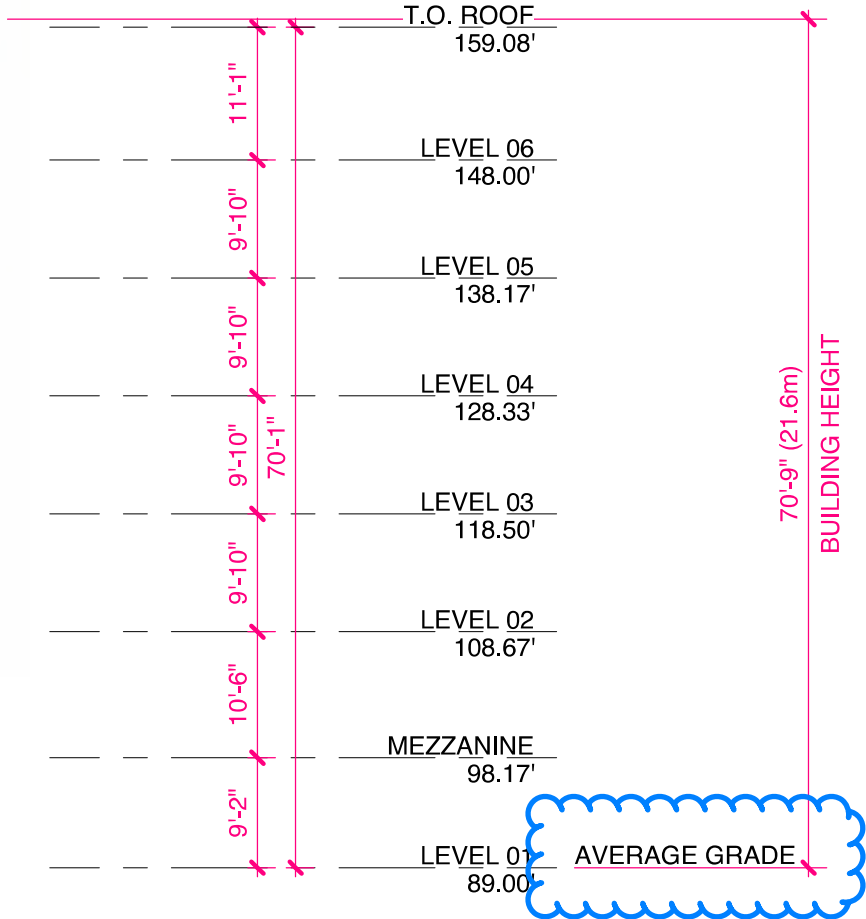 T.O. ROOF
159.08'
11'-1"
LEVEL 06
148.00'
9'-10"
LEVEL 05
138.17'
9'-10"
LEVEL 04
128.33'
9'-10"
70'-1"
LEVEL 03
118.50'
9'-10"
LEVEL 02
108.67'
10'-6"
MEZZANINE
98.17'
9'-2"
LEVEL 01
89.00'
AVERAGE GRADE
70'-9" (21.6m)
BUILDING HEIGHT